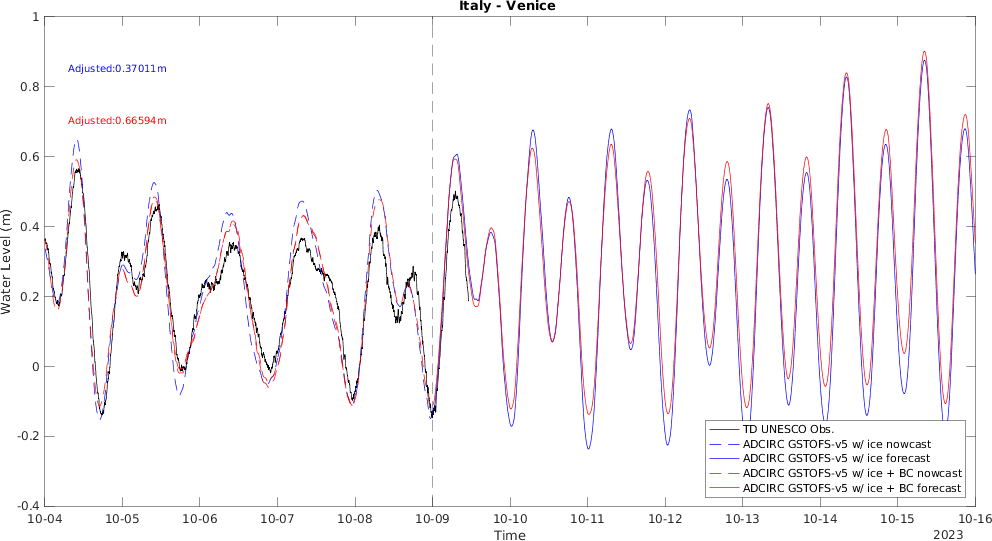 Italy - Venice
1
0.8
0.6
0.4
0.2
0
-0.2
-0.4
Water Level (m)
Adjusted:0.37011m
Adjusted:0.66594m
TD UNESCO Obs.
ADCIRC GSTOFS-v5 w/ ice nowcast
ADCIRC GSTOFS-v5 w/ ice forecast
ADCIRC GSTOFS-v5 w/ ice + BC nowcast
ADCIRC GSTOFS-v5 w/ ice + BC forecast
10-04 10-05 10-06 10-07 10-08 10-09 10-10 10-11 10-12 10-13 10-14 10-15 10-16
Time
2023